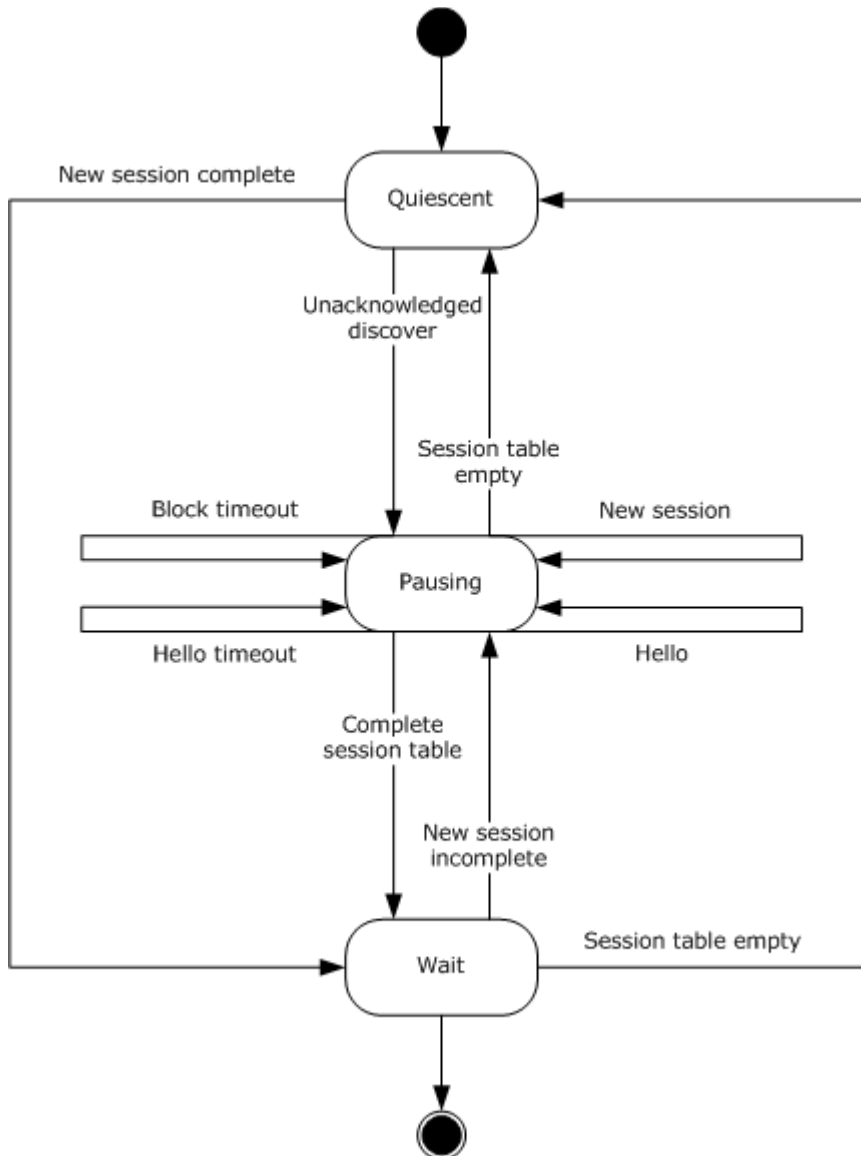 New session complete
Quiescent
Unacknowledged
discover
Session table
empty
Block timeout
New session
Pausing
Hello timeout
Hello
Complete
session table
New session
incomplete
Session table empty
Wait